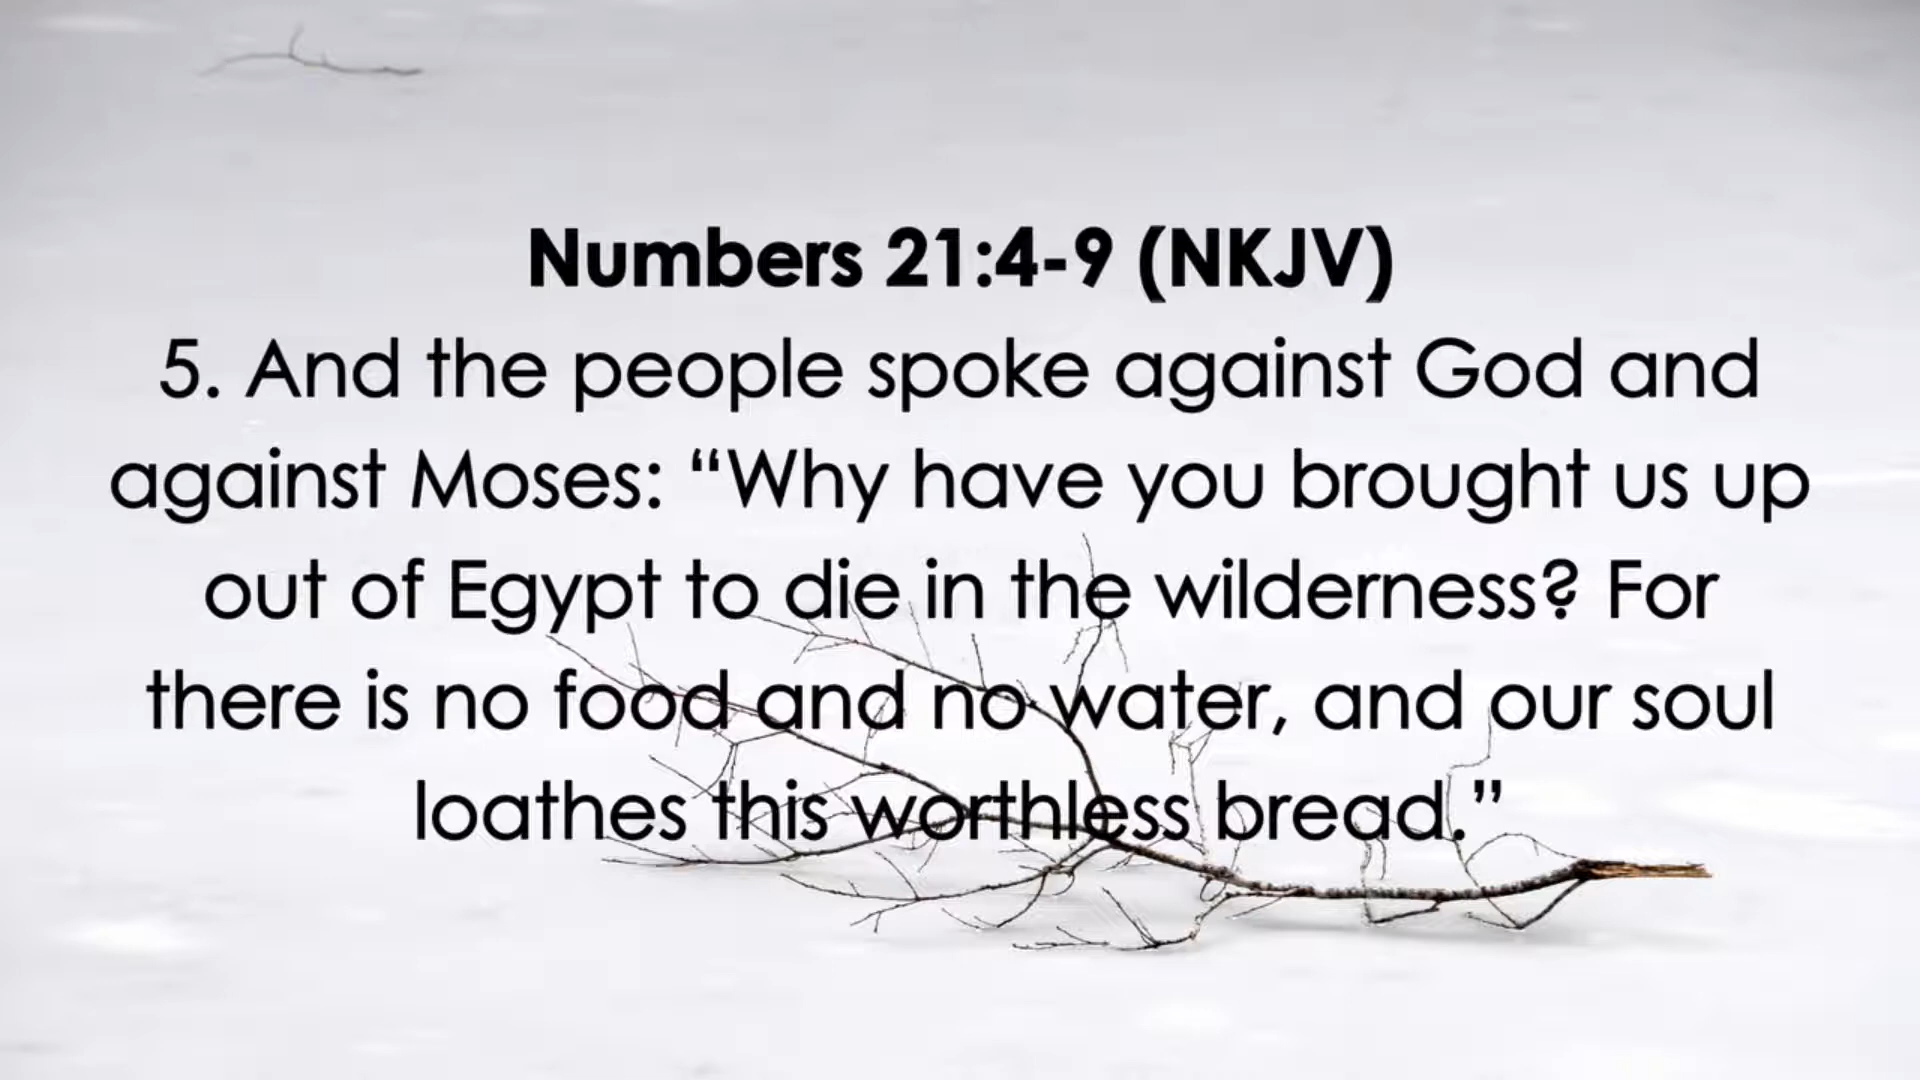 Numbers 21:4-9 (NKJV)
5. And the people spoke against God and
against Moses: “Why have you brought us up
out of Egypt to die in the wilderness? For
there is no food and no water, and our soul
loathes this worthless bread.”